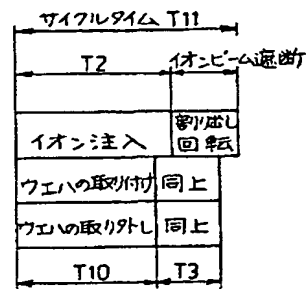 サイクルタイム T11
T2
イオンビーム遮断
イオン注入
割り出し
回転
ウエハの取り付け
同上
ウエハの取り外し
同上
T10
T3